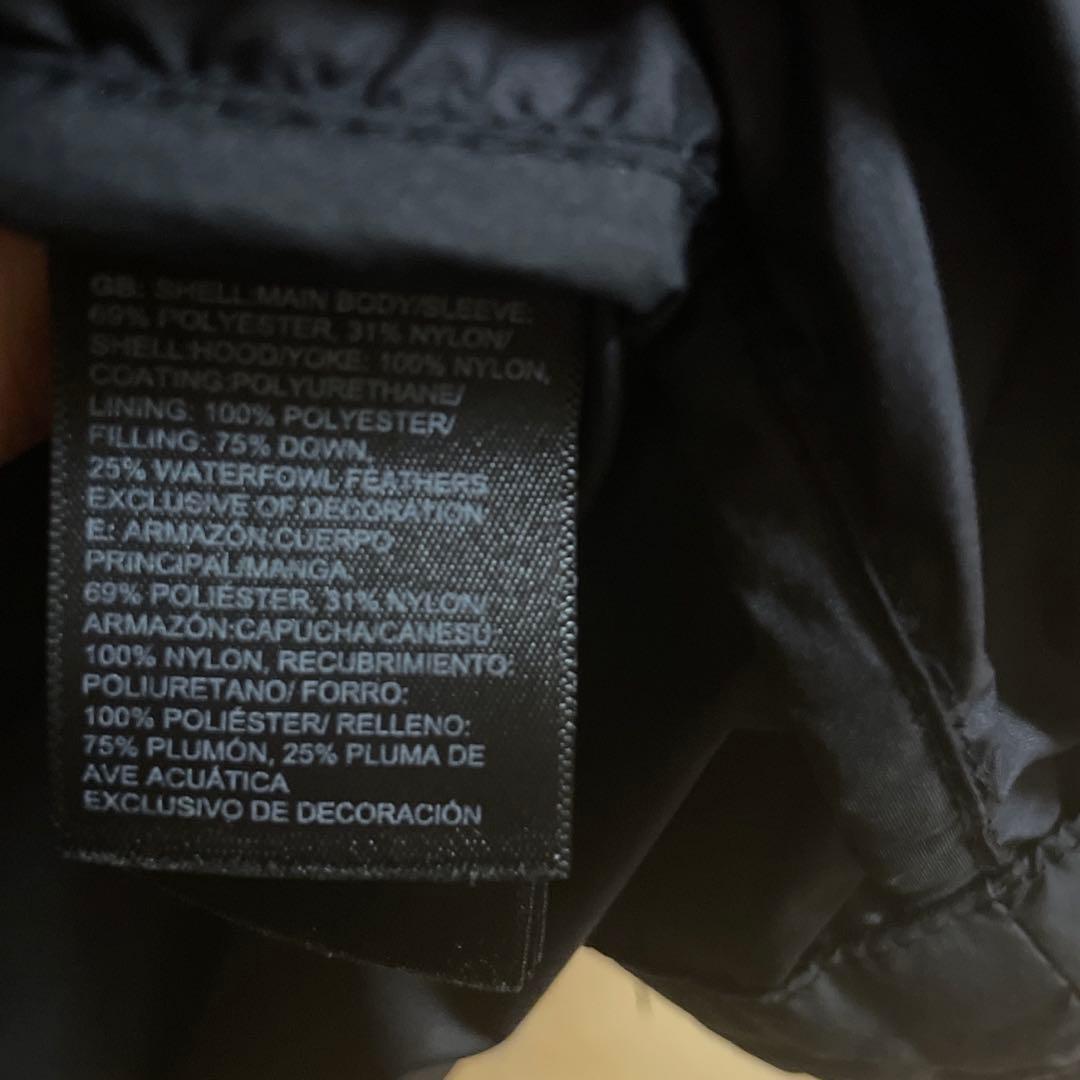 GB: SHELL:MAIN BODY/SLEEVE:
69% POLYESTER, 31% NYLON/
SHELL:HOOD/YOKE: 100% NYLON,
COATING:POLYURETHANE/
LINING: 100% POLYESTER/
FILLING: 75% DOWN,
25% WATERFOWL FEATHERS
EXCLUSIVE OF DECORATION
E: ARMAZÓN:CUERPO
PRINCIPAL/MANGA:
69% POLIÉSTER, 31% NYLON/
ARMAZÓN:CAPUCHA/CANESÚ:
100% NYLON, RECUBRIMIENTO:
POLIURETANO/ FORRO:
100% POLIÉSTER/ RELLENO:
75% PLUMÓN, 25% PLUMA DE
AVE ACUÁTICA
EXCLUSIVO DE DECORACIÓN